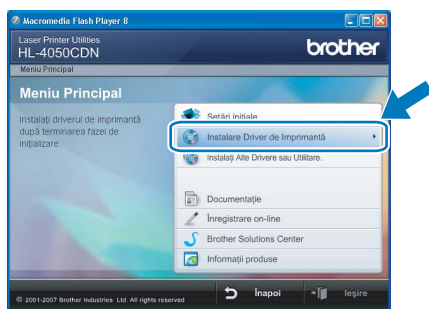 Macromedia Flash Player 8
Laser Printer Utilities
HL-4050CDN
brother
Meniu Principal
Meniu Principal
Instalaţi driverul de imprimantă
după terminarea fazei de
iniţializare.
Setări iniţiale
Instalare Driver de Imprimantă
Instalaţi Alte Drivere sau Utilitare.
Documentaţie
Înregistrare on-line
Brother Solutions Center
Informaţii produse
© 2001-2007 Brother Industries Ltd. All rights reserved
Înapoi
Ieşire